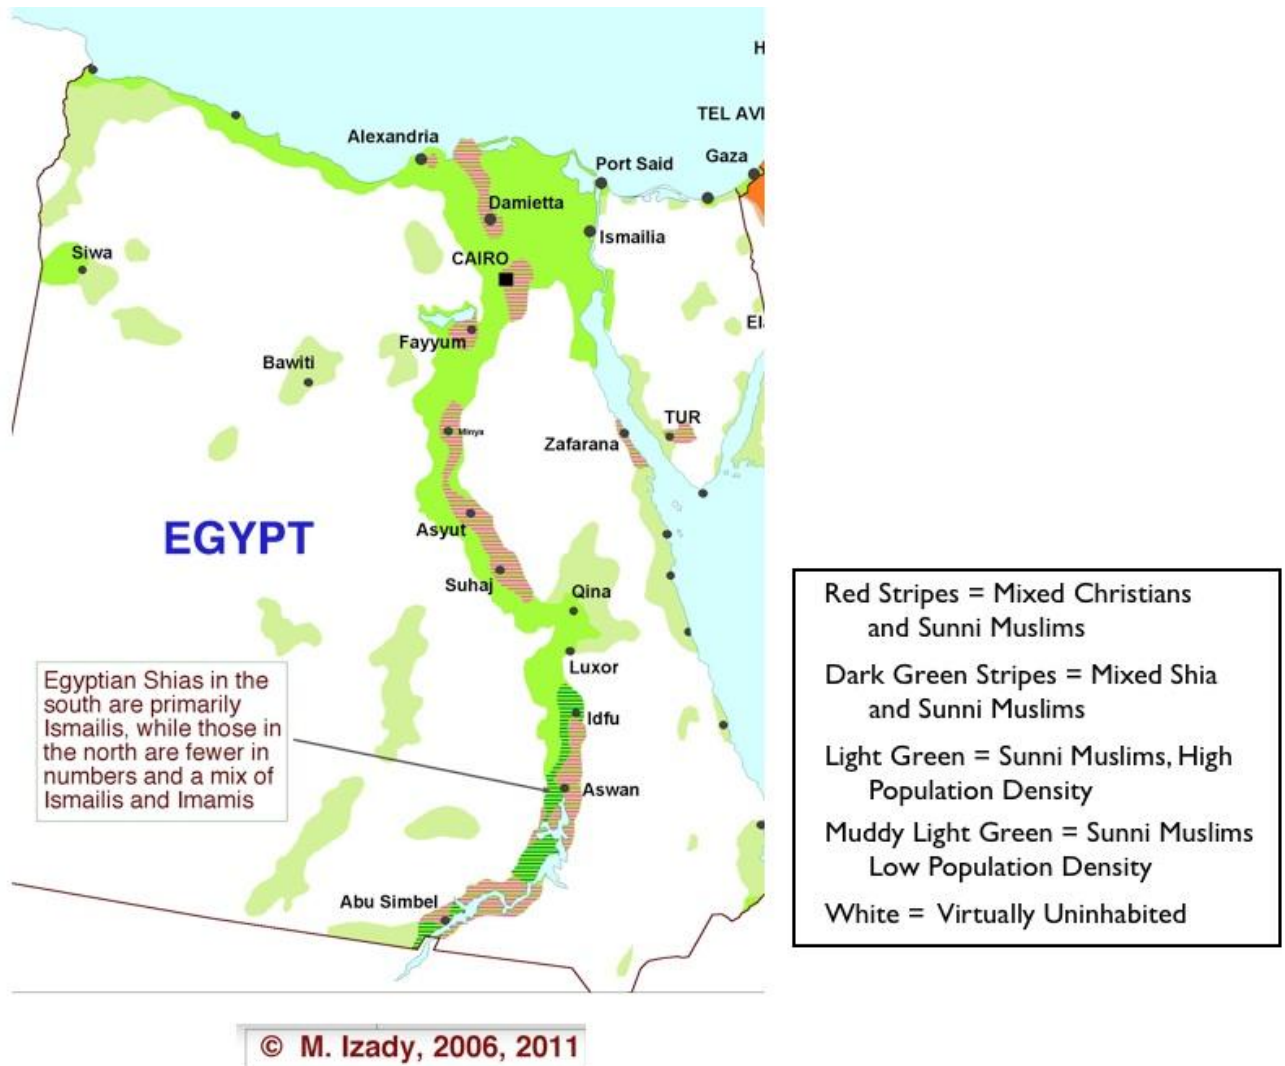 H
TEL AVI
Alexandria
Gaza
Port Said
Damietta
Ismailia
Siwa
CAIRO
El
Fayyum
Bawiti
TUR
Minya
Zafarana
Asyut
EGYPT
Suhaj
Qina
Luxor
Egyptian Shias in the
south are primarily
Ismailis, while those in
the north are fewer in
numbers and a mix of
Ismailis and Imamis
Idfu
Aswan
Abu Simbel
Red Stripes = Mixed Christians
and Sunni Muslims
Dark Green Stripes = Mixed Shia
and Sunni Muslims
Light Green = Sunni Muslims, High
Population Density
Muddy Light Green = Sunni Muslims
Low Population Density
White = Virtually Uninhabited
© M. Izady, 2006, 2011